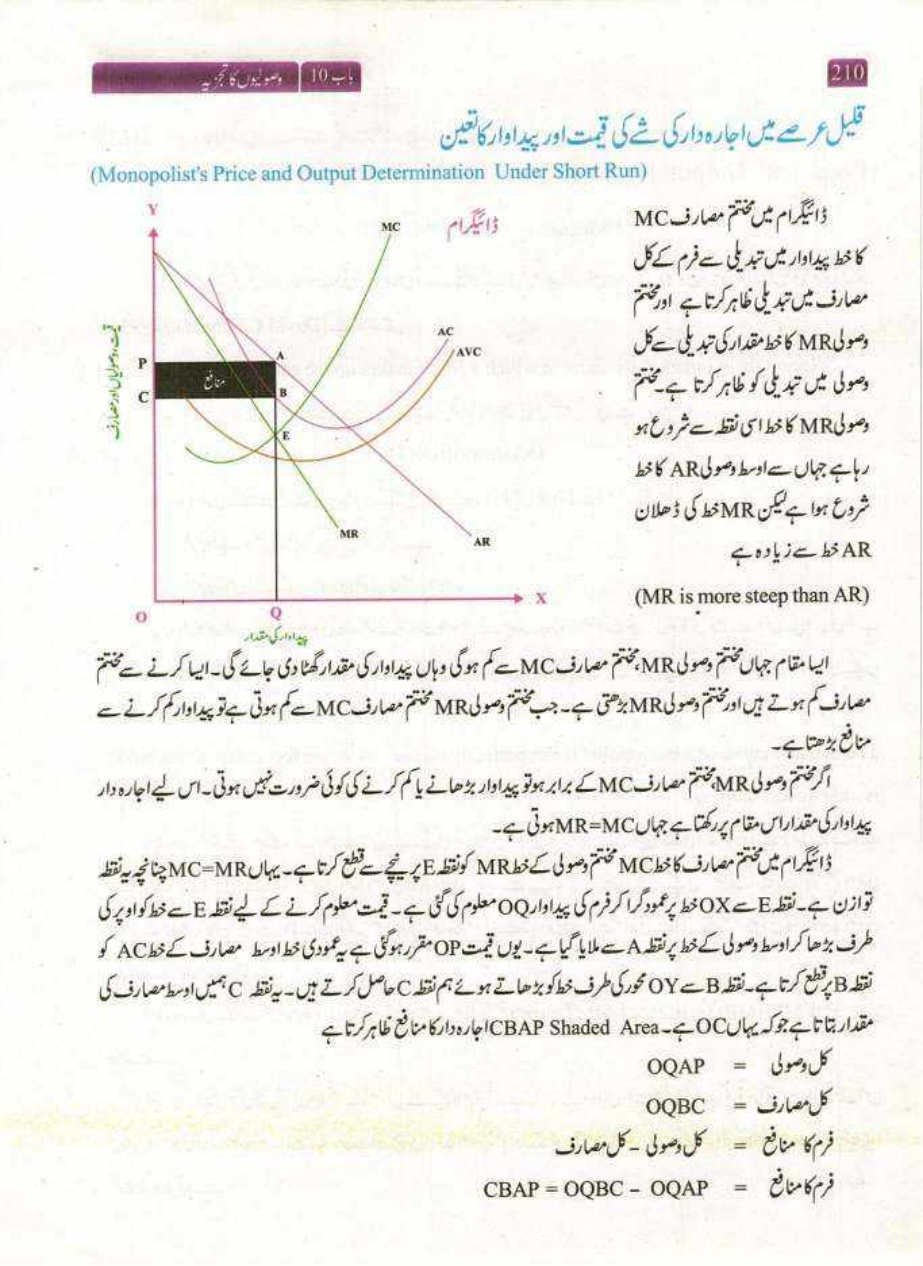 210
باب 10 وصولیوں کا تجزیہ
قلیل عرصے میں اجارہ دار کی شے کی قیمت اور پیداوار کا تعین
(Monopolist's Price and Output Determination Under Short Run)
ڈائیگرام میں مختتم مصارف MC
کا خط پیداوار میں تبدیلی سے فرم کے کل
مصارف میں تبدیلی ظاہر کرتا ہے اور مختتم
وصولی MR کا خط مقدار کی تبدیلی سے کل
وصولی میں تبدیلی کو ظاہر کرتا ہے۔ مختتم
وصولی MR کا خط اسی نقطہ سے شروع ہو
رہا ہے جہاں سے اوسط وصولی AR کا خط
شروع ہوا ہے لیکن MR خط کی ڈھلان
AR خط سے زیادہ ہے
(MR is more steep than AR)
ڈائیگرام
Y
MC
AC
AVC
قیمت، وصولیاں اور مصارف
P
A
منافع
C
B
E
MR
AR
O
Q
X
پیداوار کی مقدار
ایسا مقام جہاں مختتم وصولی MR، مختتم مصارف MC سے کم ہوگی وہاں پیداوار کی مقدار گھٹا دی جائے گی۔ ایسا کرنے سے مختتم
مصارف کم ہوتے ہیں اور مختتم وصولی MR بڑھتی ہے۔ جب مختتم وصولی MR مختتم مصارف MC سے کم ہوتی ہے تو پیداوار کم کرنے سے
منافع بڑھتا ہے۔
اگر مختتم وصولی MR، مختتم مصارف MC کے برابر ہو تو پیداوار بڑھانے یا کم کرنے کی کوئی ضرورت نہیں ہوتی۔ اس لیے اجارہ دار
پیداوار کی مقدار اس مقام پر رکھتا ہے جہاں MR=MC ہوتی ہے۔
ڈائیگرام میں مختتم مصارف کا خط MC مختتم وصولی کے خط MR کو نقطہ E پر نیچے سے قطع کرتا ہے۔ یہاں MC=MR چنانچہ یہ نقطہ
توازن ہے۔ نقطہ E سے OX خط پر عمود گرا کر فرم کی پیداوار OQ معلوم کی گئی ہے۔ قیمت معلوم کرنے کے لیے نقطہ E سے خط کو اوپر کی
طرف بڑھا کر اوسط وصولی کے خط پر نقطہ A سے ملایا گیا ہے۔ یوں قیمت OP مقرر ہوگئی ہے یہ عمودی خط اوسط مصارف کے خط AC کو
نقطہ B پر قطع کرتا ہے۔ نقطہ B سے OY محور کی طرف خط کو بڑھاتے ہوئے ہم نقطہ C حاصل کرتے ہیں۔ یہ نقطہ C ہمیں اوسط مصارف کی
مقدار بتاتا ہے جو کہ یہاں OC ہے۔ CBAP Shaded Area اجارہ دار کا منافع ظاہر کرتا ہے
کل وصولی = OQAP
کل مصارف = OQBC
فرم کا منافع = کل وصولی - کل مصارف
فرم کا منافع = CBAP = OQBC - OQAP